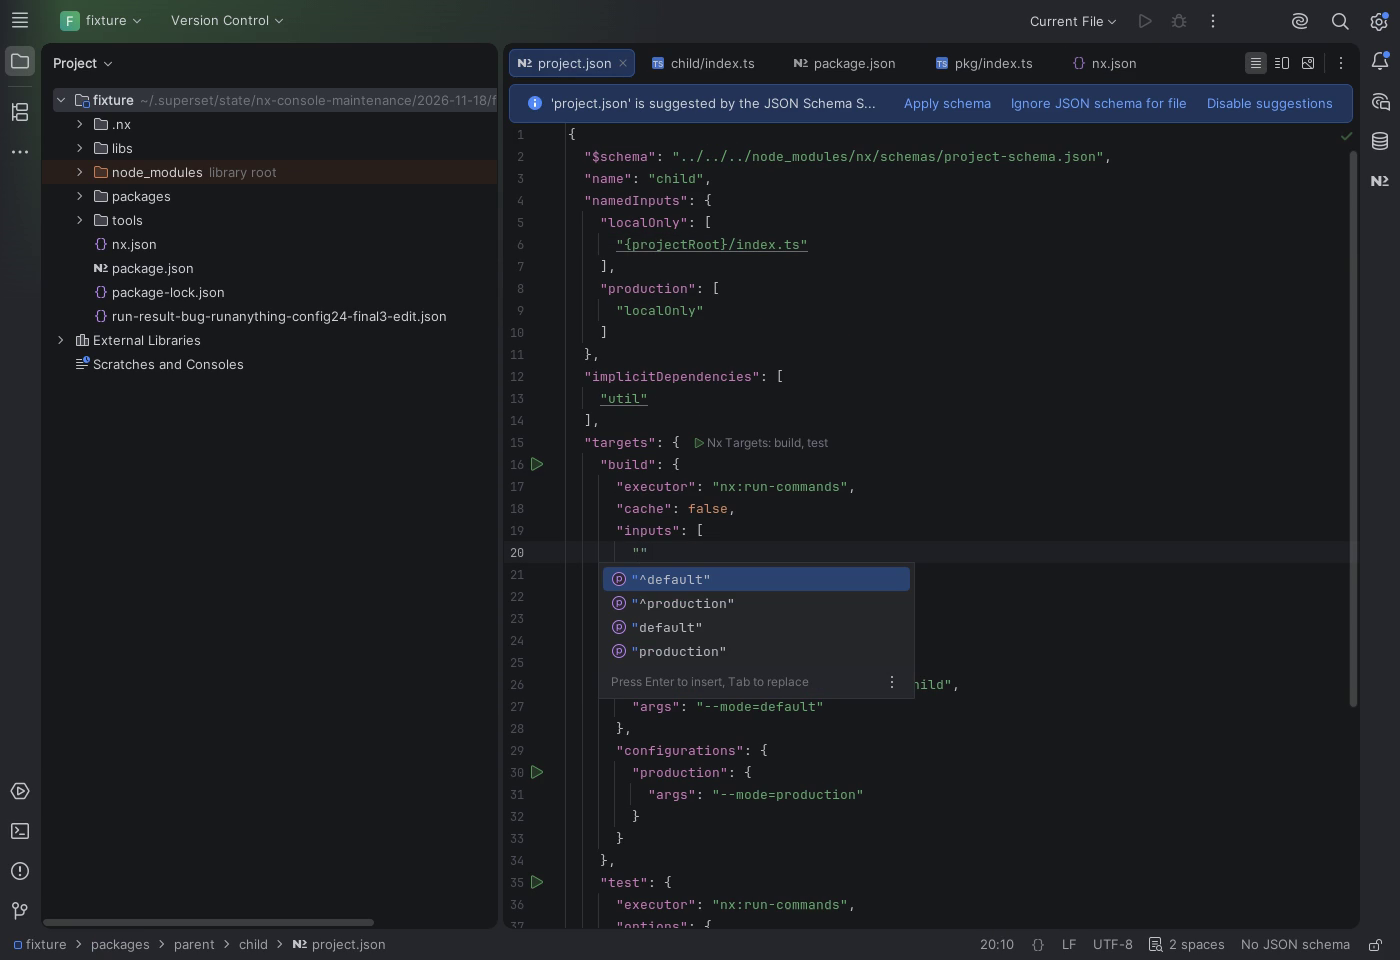 F fixture
Version Control
Current File
Project
fixture ~/.superset/state/nx-console-maintenance/2026-11-18/f
.nx
libs
node_modules library root
packages
tools
nx.json
package.json
package-lock.json
run-result-bug-runanything-config24-final3-edit.json
External Libraries
Scratches and Consoles
project.json
child/index.ts
package.json
pkg/index.ts
nx.json
'project.json' is suggested by the JSON Schema S... Apply schema Ignore JSON schema for file Disable suggestions
1 {
2 "$schema": "../../../node_modules/nx/schemas/project-schema.json",
3 "name": "child",
4 "namedInputs": {
5 "localOnly": [
6 "{projectRoot}/index.ts"
7 ],
8 "production": [
9 "localOnly"
10 ]
11 },
12 "implicitDependencies": [
13 "util"
14 ],
15 "targets": { Nx Targets: build, test
16 "build": {
17 "executor": "nx:run-commands",
18 "cache": false,
19 "inputs": [
20 ""
21
22
23
24
25
26 hild",
"^default"
"^production"
"default"
"production"
Press Enter to insert, Tab to replace
27 "args": "--mode=default"
28 },
29 "configurations": {
30 "production": {
31 "args": "--mode=production"
32 }
33 }
34 },
35 "test": {
36 "executor": "nx:run-commands",
37 "options": {
fixture > packages > parent > child > project.json
20:10 {} LF UTF-8 2 spaces No JSON schema